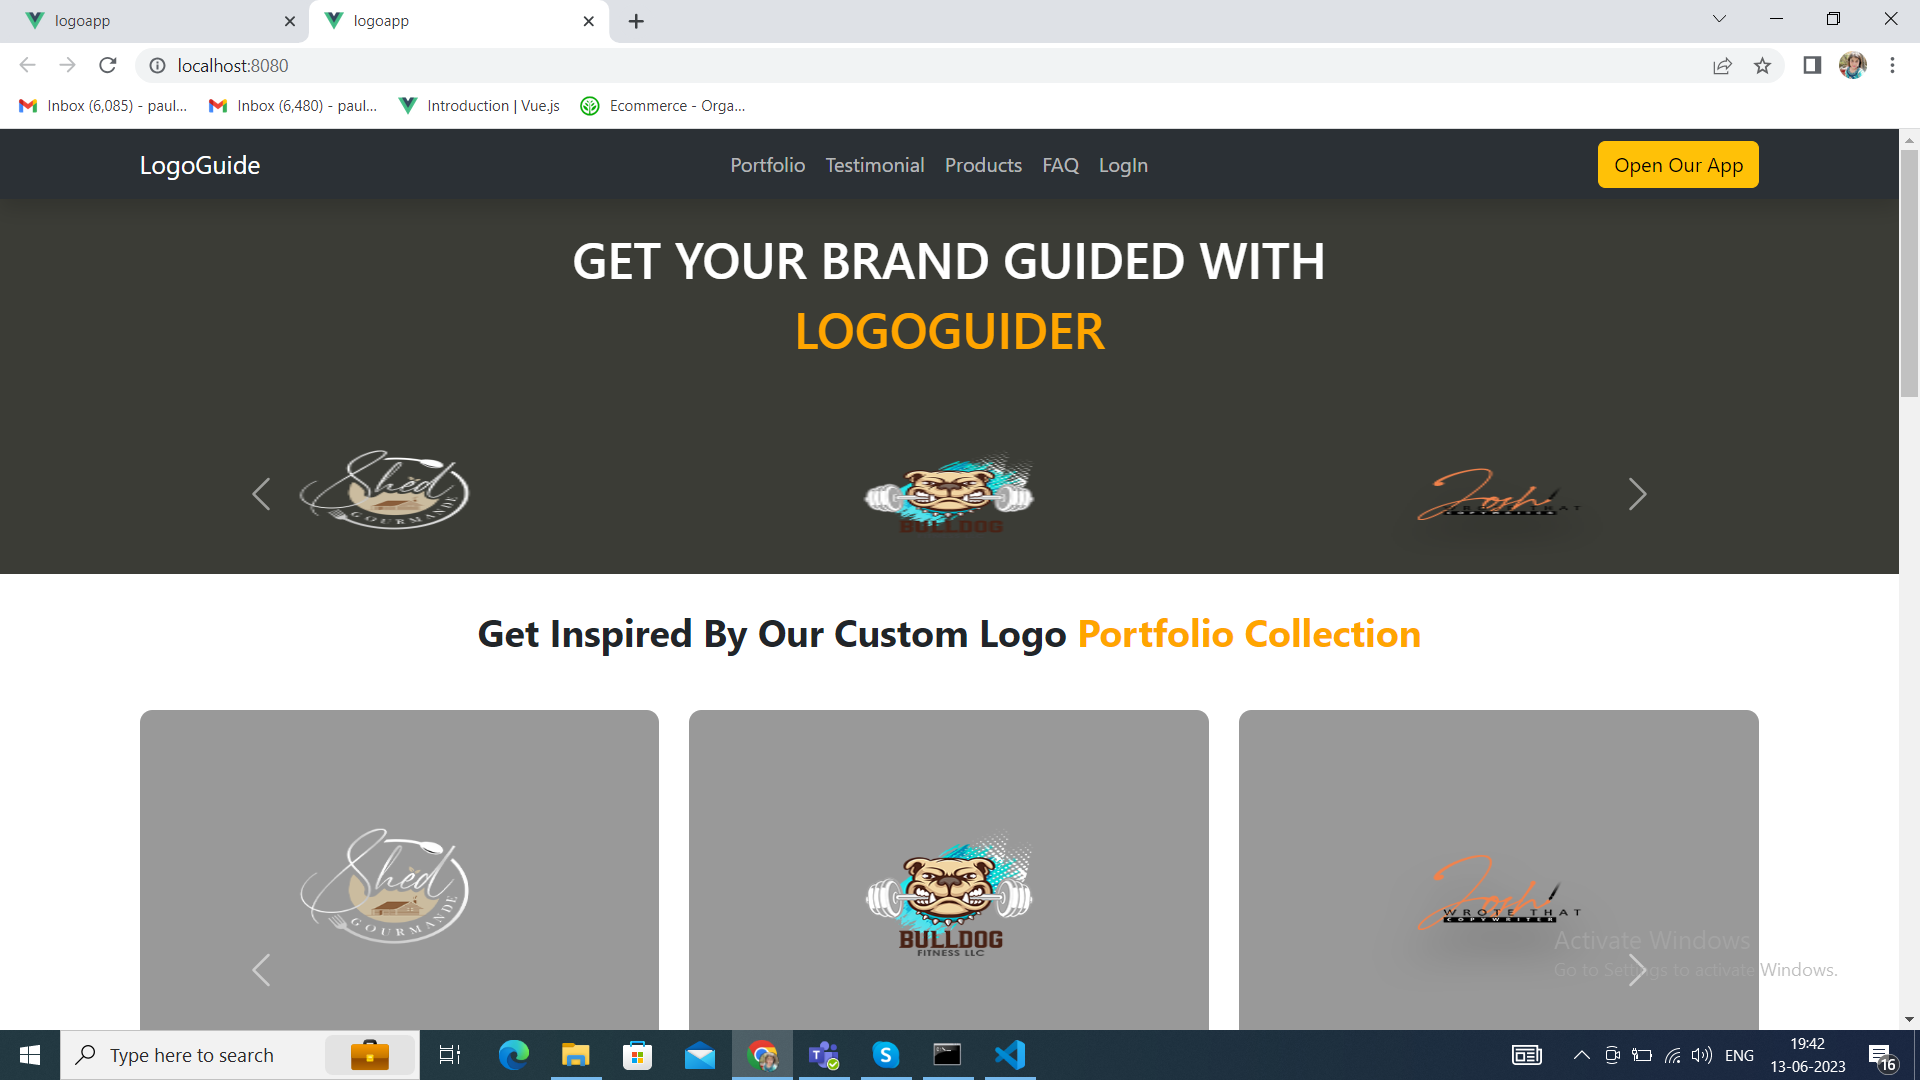 logoapp
logoapp
localhost:8080
Inbox (6,085) - paul...
Inbox (6,480) - paul...
Introduction | Vue.js
Ecommerce - Orga...
LogoGuide
Portfolio
Testimonial
Products
FAQ
LogIn
Open Our App
GET YOUR BRAND GUIDED WITH
LOGOGUIDER
Shed
GOURMANDE
BULLDOG
Josh
WROTE THAT
COPYWRITER
Get Inspired By Our Custom Logo Portfolio Collection
Shed
GOURMANDE
BULLDOG
FITNESS LLC
Josh
WROTE THAT
COPYWRITER
Activate Windows
Go to Settings to activate Windows.
Type here to search
ENG
19:42
13-06-2023
16